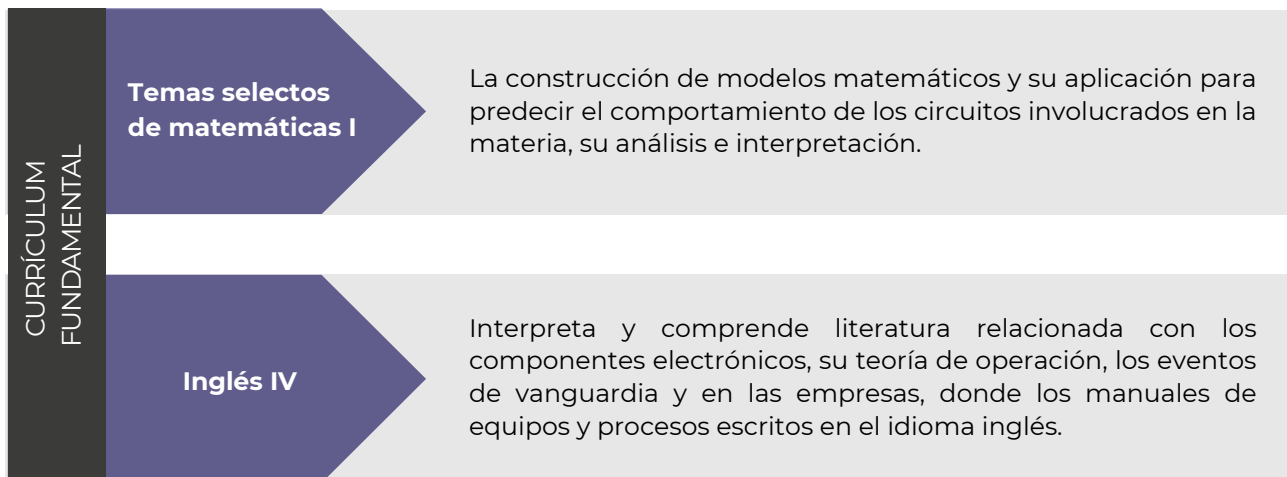 CURRÍCULUM
FUNDAMENTAL
Temas selectos
de matemáticas I
La construcción de modelos matemáticos y su aplicación para
predecir el comportamiento de los circuitos involucrados en la
materia, su análisis e interpretación.
Inglés IV
Interpreta y comprende literatura relacionada con los
componentes electrónicos, su teoría de operación, los eventos
de vanguardia y en las empresas, donde los manuales de
equipos y procesos escritos en el idioma inglés.